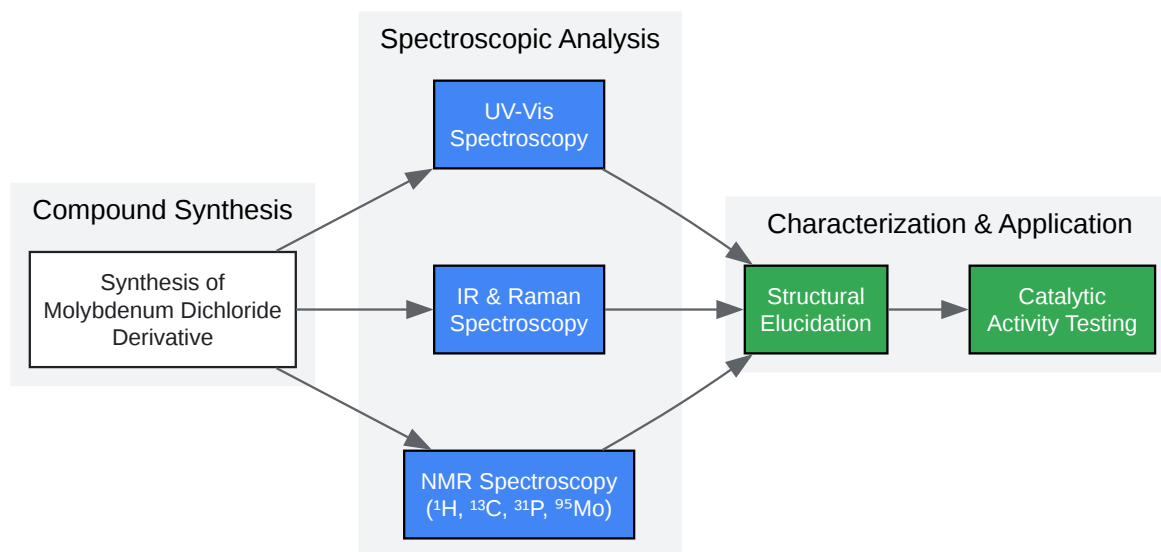 Compound Synthesis
Synthesis of
Molybdenum Dichloride
Derivative
Spectroscopic Analysis
UV-Vis
Spectroscopy
IR & Raman
Spectroscopy
NMR Spectroscopy
(¹H, ¹³C, ³¹P, ⁹⁵Mo)
Characterization & Application
Structural
Elucidation
Catalytic
Activity Testing